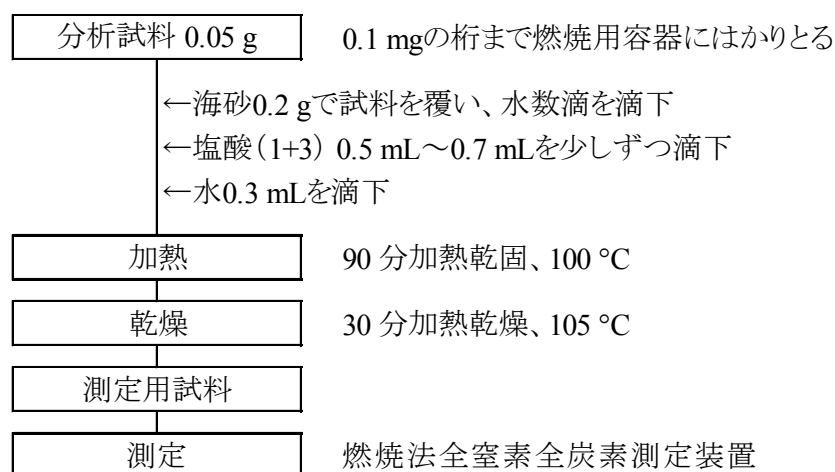 分析試料 0.05 g 0.1 mgの桁まで燃焼用容器にはかりとる
←海砂0.2 gで試料を覆い、水数滴を滴下
←塩酸(1+3) 0.5 mL～0.7 mLを少しずつ滴下
←水0.3 mLを滴下
加熱 90 分加熱乾固、100 °C
乾燥 30 分加熱乾燥、105 °C
測定用試料
測定 燃焼法全窒素全炭素測定装置